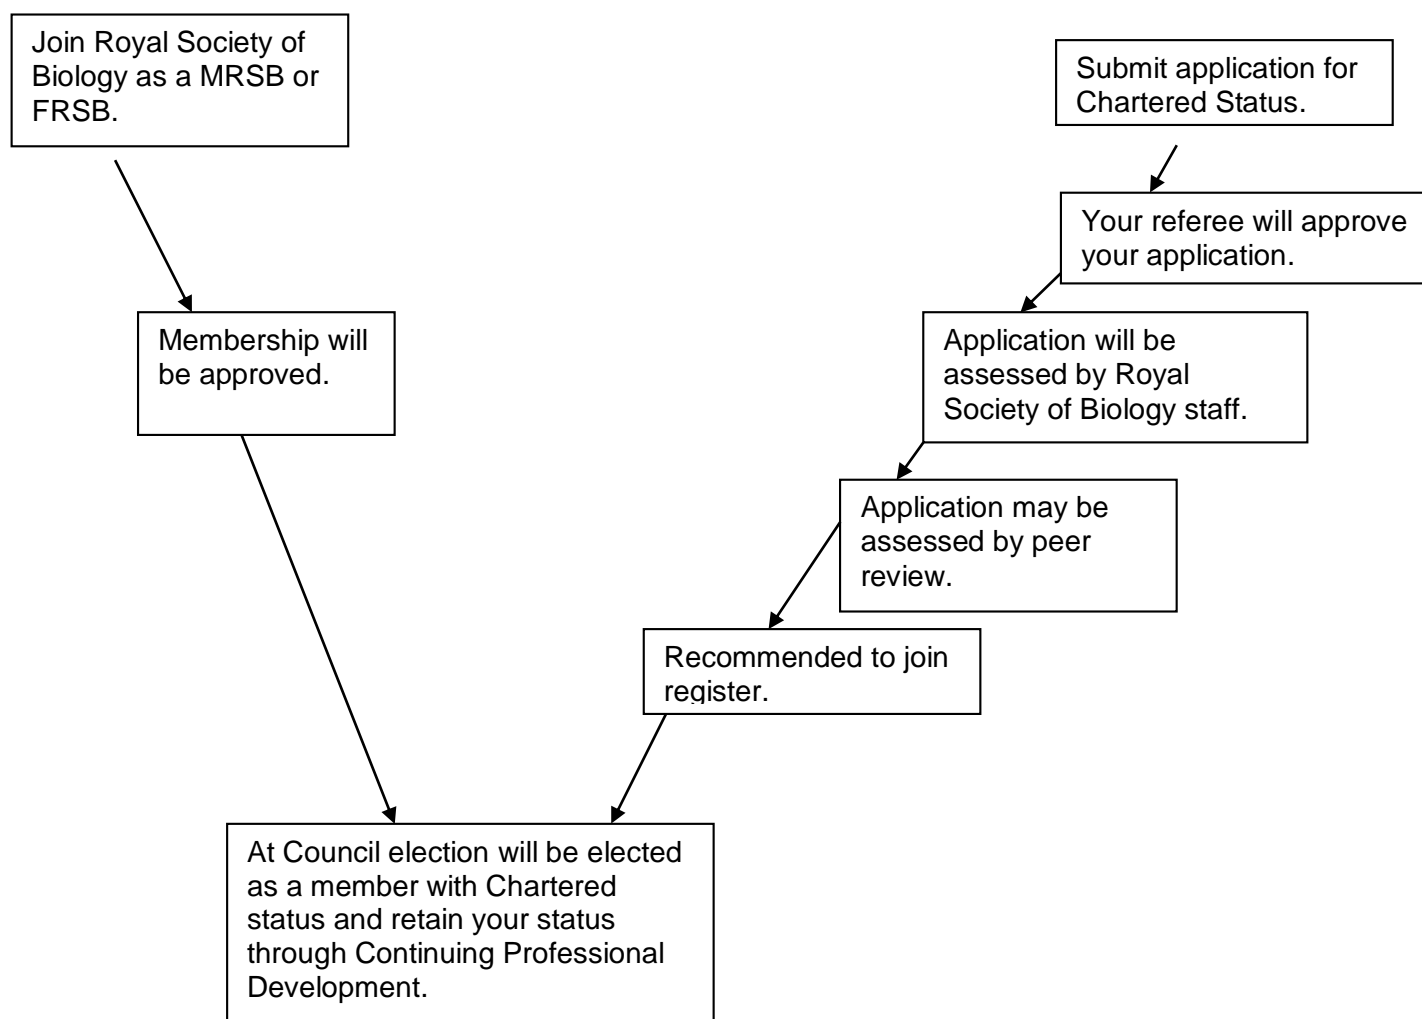 Join Royal Society of
Biology as a MRSB or
FRSB.
Submit application for
Chartered Status.
Your referee will approve
your application.
Membership will
be approved.
Application will be
assessed by Royal
Society of Biology staff.
Application may be
assessed by peer
review.
Recommended to join
register.
At Council election will be elected
as a member with Chartered
status and retain your status
through Continuing Professional
Development.